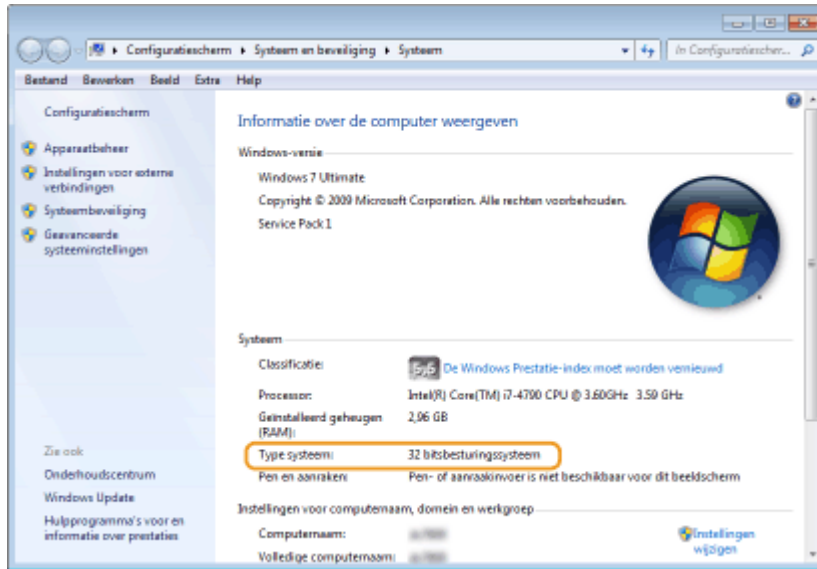 Configuratiescherm ▸ Systeem en beveiliging ▸ Systeem
In Configuratiescher...
Bestand Bewerken Beeld Extra Help
Configuratiescherm
Apparaatbeheer
Instellingen voor externe
verbindingen
Systeembeveiliging
Geavanceerde
systeeminstellingen
Zie ook
Onderhoudscentrum
Windows Update
Hulpprogramma's voor en
informatie over prestaties
Informatie over de computer weergeven
Windows-versie
Windows 7 Ultimate
Copyright © 2009 Microsoft Corporation. Alle rechten voorbehouden.
Service Pack 1
Systeem
Classificatie: De Windows Prestatie-index moet worden vernieuwd
Processor: Intel(R) Core(TM) i7-4790 CPU @ 3.60GHz 3.59 GHz
Geïnstalleerd geheugen 2,96 GB
(RAM):
Type systeem: 32 bitsbesturingssysteem
Pen en aanraken: Pen- of aanraakinvoer is niet beschikbaar voor dit beeldscherm
Instellingen voor computernaam, domein en werkgroep
Computernaam:
Instellingen
wijzigen
Volledige computernaam: